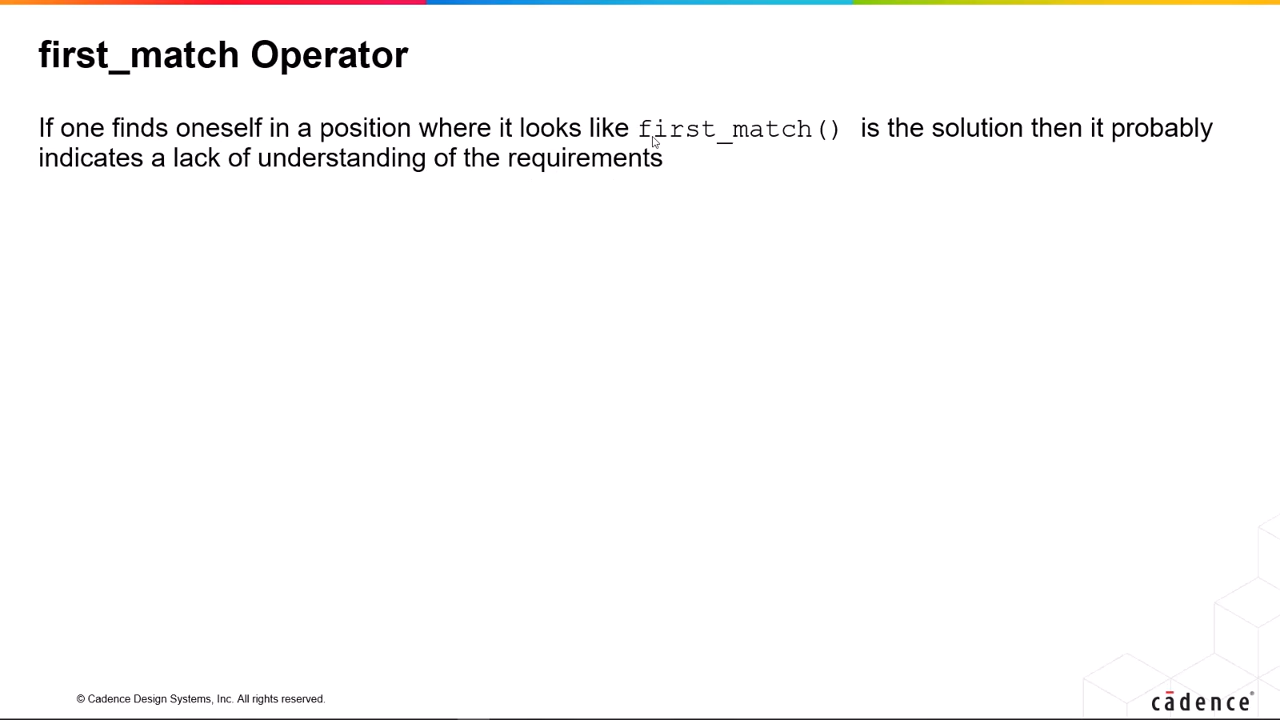 first_match Operator
If one finds oneself in a position where it looks like first_match() is the solution then it probably
indicates a lack of understanding of the requirements
© Cadence Design Systems, Inc. All rights reserved.
cādence®